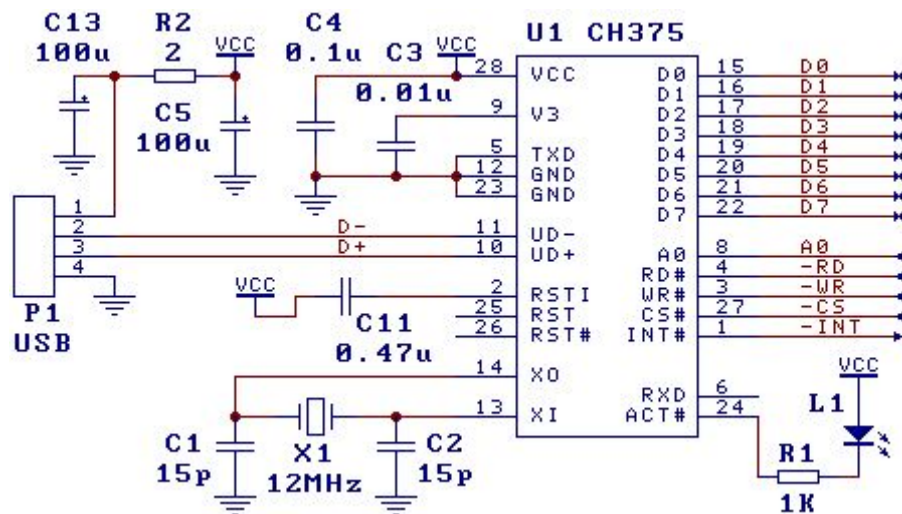 C13
100u
R2
2
VCC
C4
0.1u
C3
0.01u
VCC
U1 CH375
C5
100u
28 VCC D0 15 D0
D1 16 D1
9 V3 D2 17 D2
D3 18 D3
5 TXD D4 19 D4
12 GND D5 20 D5
23 GND D6 21 D6
D7 22 D7
1
2 D- 11 UD-
3 D+ 10 UD+ A0 8 A0
4 RD# 4 -RD
P1
USB
VCC
C11
0.47u
2 RSTI WR# 3 -WR
25 RST CS# 27 -CS
26 RST# INT# 1 -INT
14 XO
RXD 6
13 XI ACT# 24
VCC
L1
C1
15p
X1
12MHz
C2
15p
R1
1K